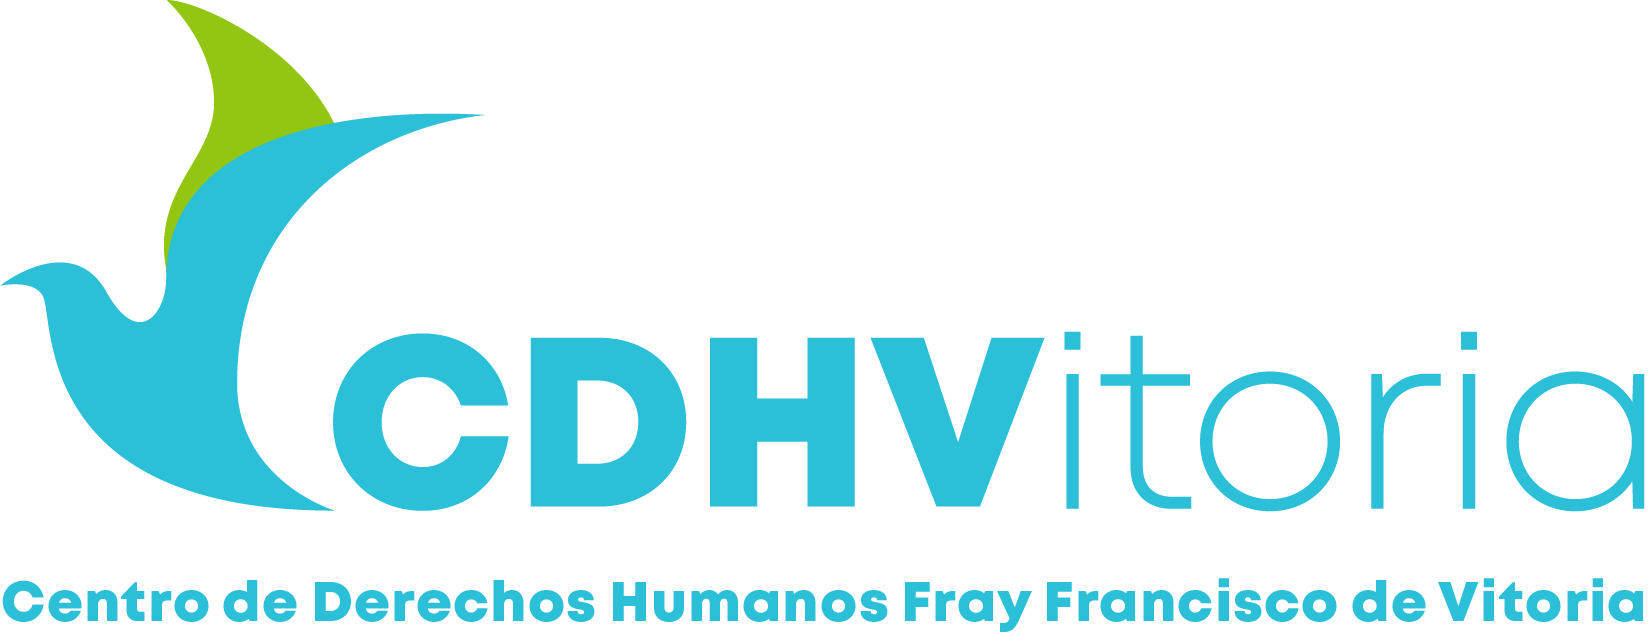 CDHVitoria
Centro de Derechos Humanos Fray Francisco de Vitoria